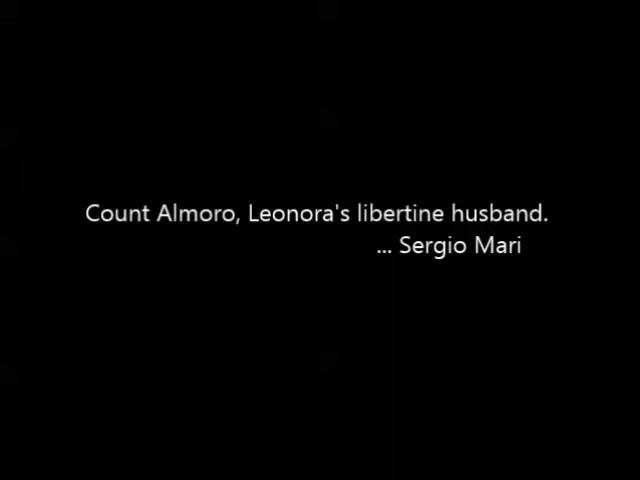 Count Almoro, Leonora's libertine husband.
... Sergio Mari